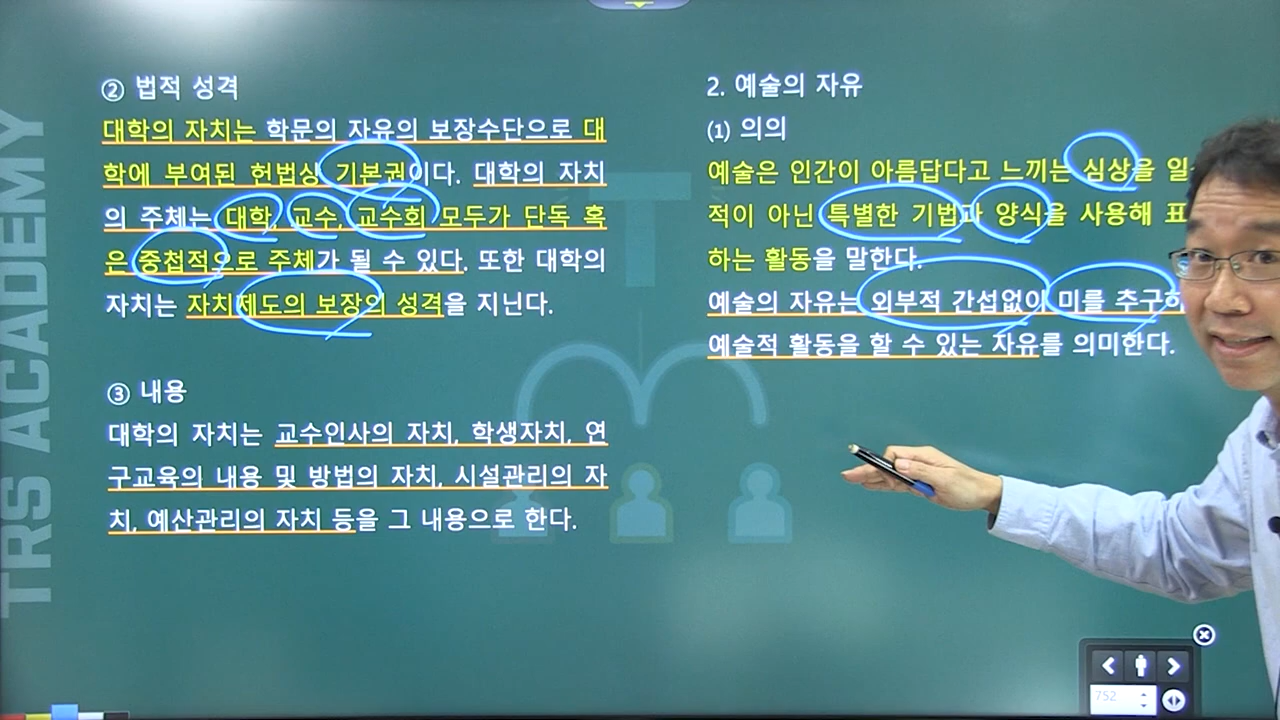 ② 법적 성격
대학의 자치는 학문의 자유의 보장수단으로 대
학에 부여된 헌법상 기본권이다. 대학의 자치
의 주체는 대학, 교수, 교수회 모두가 단독 혹
은 중첩적으로 주체가 될 수 있다. 또한 대학의
자치는 자치제도의 보장의 성격을 지닌다.
③ 내용
대학의 자치는 교수인사의 자치, 학생자치, 연
구교육의 내용 및 방법의 자치, 시설관리의 자
치, 예산관리의 자치 등을 그 내용으로 한다.
2. 예술의 자유
(1) 의의
예술은 인간이 아름답다고 느끼는 심상을 일
적이 아닌 특별한 기법과 양식을 사용해 표
하는 활동을 말한다.
예술의 자유는 외부적 간섭없이 미를 추구하
예술적 활동을 할 수 있는 자유를 의미한다.
TRS ACADEMY
752